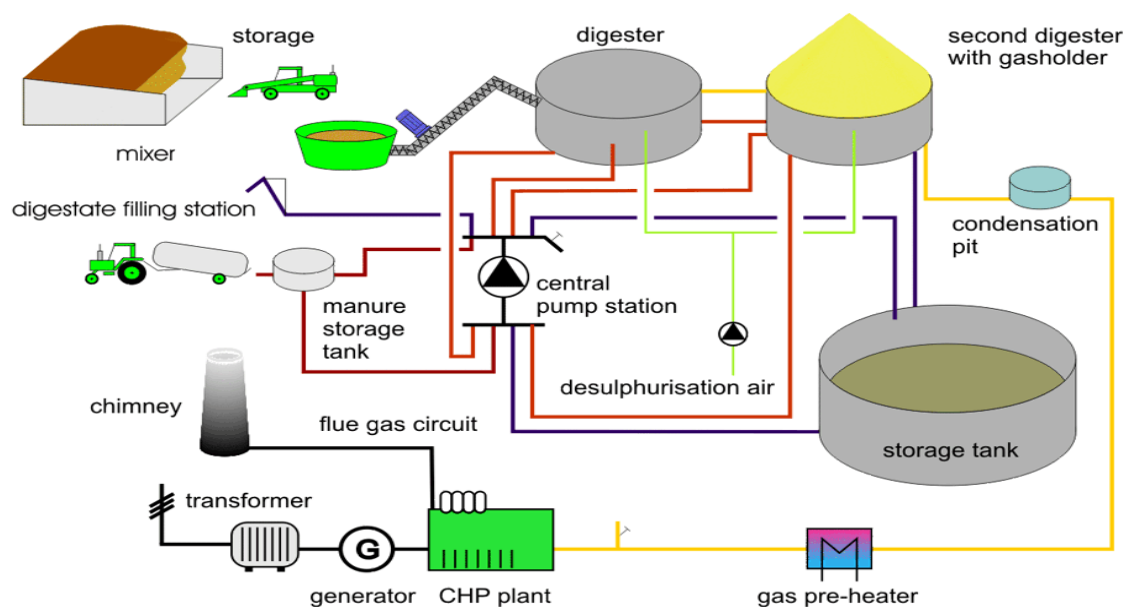 storage
digester
second digester
with gasholder
mixer
digestate filling station
condensation
pit
central
pump station
manure
storage
tank
desulphurisation air
chimney
flue gas circuit
storage tank
transformer
G
generator
CHP plant
gas pre-heater